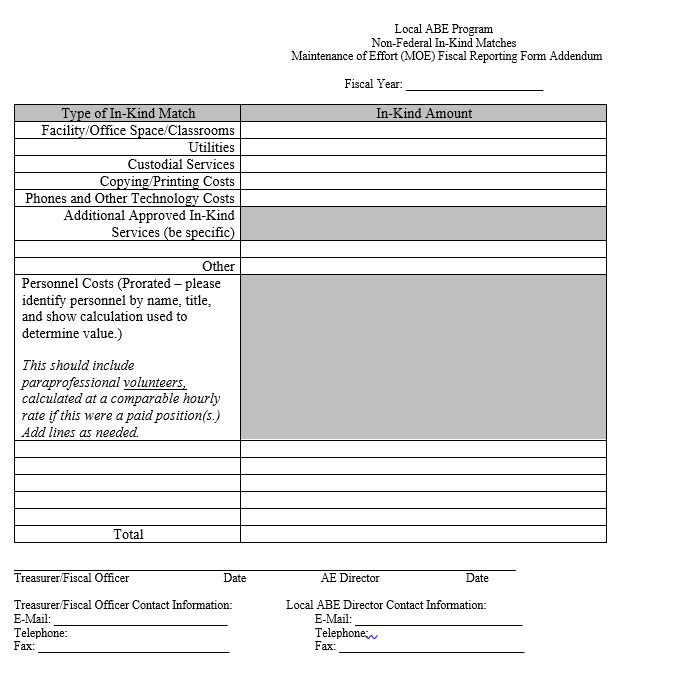 Local ABE Program
Non-Federal In-Kind Matches
Maintenance of Effort (MOE) Fiscal Reporting Form Addendum
Fiscal Year: ____________________
Type of In-Kind Match In-Kind Amount
Facility/Office Space/Classrooms
Utilities
Custodial Services
Copying/Printing Costs
Phones and Other Technology Costs
Additional Approved In-Kind
Services (be specific)
Other
Personnel Costs (Prorated – please
identify personnel by name, title,
and show calculation used to
determine value.)
This should include
paraprofessional volunteers,
calculated at a comparable hourly
rate if this were a paid position(s.)
Add lines as needed.
Total
Treasurer/Fiscal Officer Date AE Director Date
Treasurer/Fiscal Officer Contact Information: Local ABE Director Contact Information:
E-Mail: ____________________ E-Mail: ____________________
Telephone: Telephone:
Fax: ____________________ Fax: ____________________